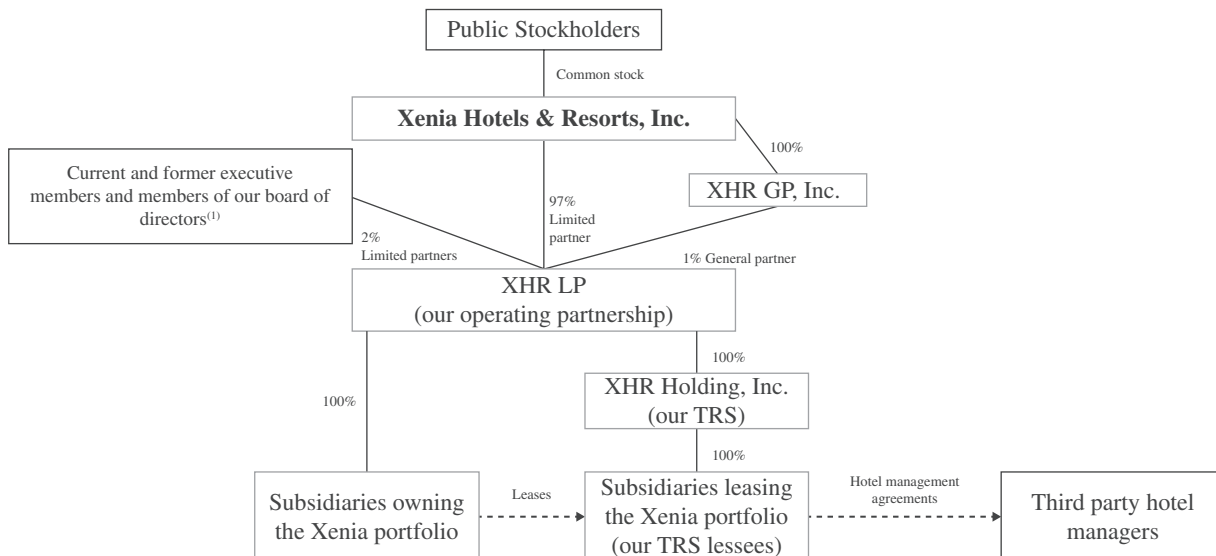 Public Stockholders
Common stock
Xenia Hotels & Resorts, Inc.
100%
Current and former executive
members and members of our board of
directors(1)
XHR GP, Inc.
97%
Limited
partner
2%
Limited partners
1% General partner
XHR LP
(our operating partnership)
100%
100%
XHR Holding, Inc.
(our TRS)
100%
Subsidiaries owning
the Xenia portfolio
Leases
Subsidiaries leasing
the Xenia portfolio
(our TRS lessees)
Hotel management
agreements
Third party hotel
managers